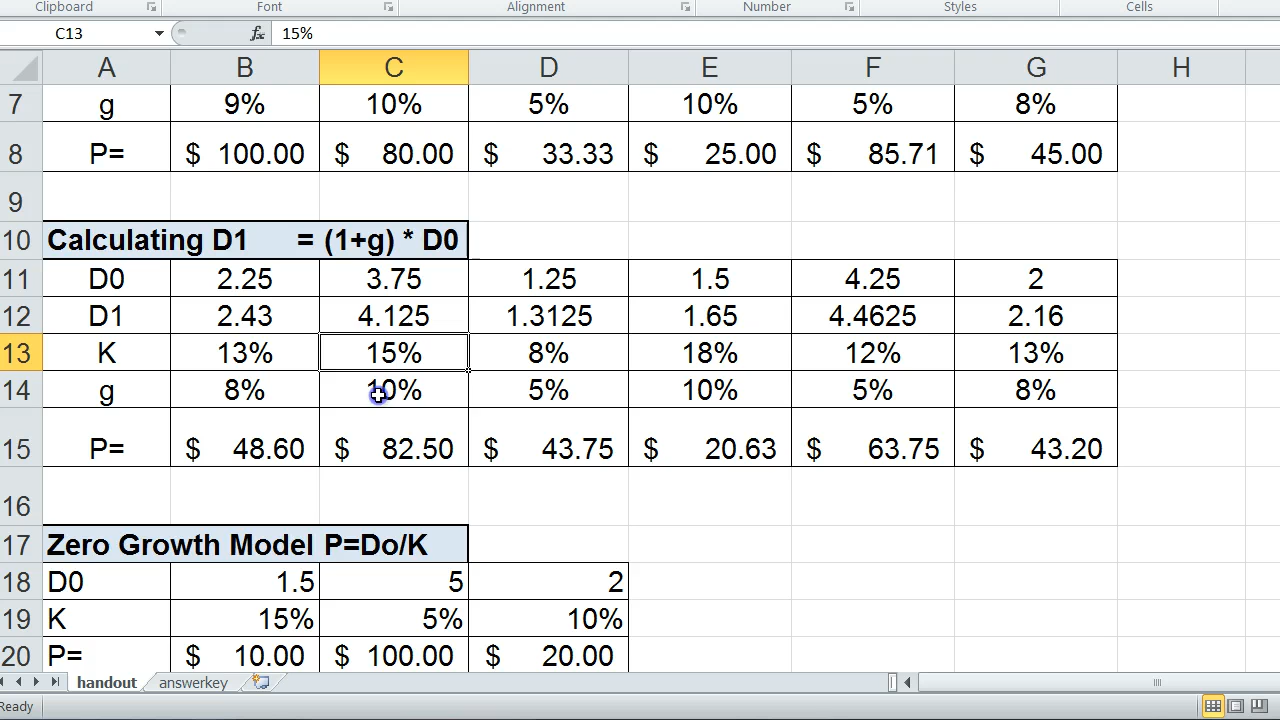 Clipboard Font Alignment Number Styles Cells
C13 fx 15%
A B C D E F G H
7 g 9% 10% 5% 10% 5% 8%
8 P= $ 100.00 $ 80.00 $ 33.33 $ 25.00 $ 85.71 $ 45.00
9
10 Calculating D1 = (1+g) * D0
11 D0 2.25 3.75 1.25 1.5 4.25 2
12 D1 2.43 4.125 1.3125 1.65 4.4625 2.16
13 K 13% 15% 8% 18% 12% 13%
14 g 8% 10% 5% 10% 5% 8%
15 P= $ 48.60 $ 82.50 $ 43.75 $ 20.63 $ 63.75 $ 43.20
16
17 Zero Growth Model P=Do/K
18 D0 1.5 5 2
19 K 15% 5% 10%
20 P= $ 10.00 $ 100.00 $ 20.00
handout answerkey
Ready